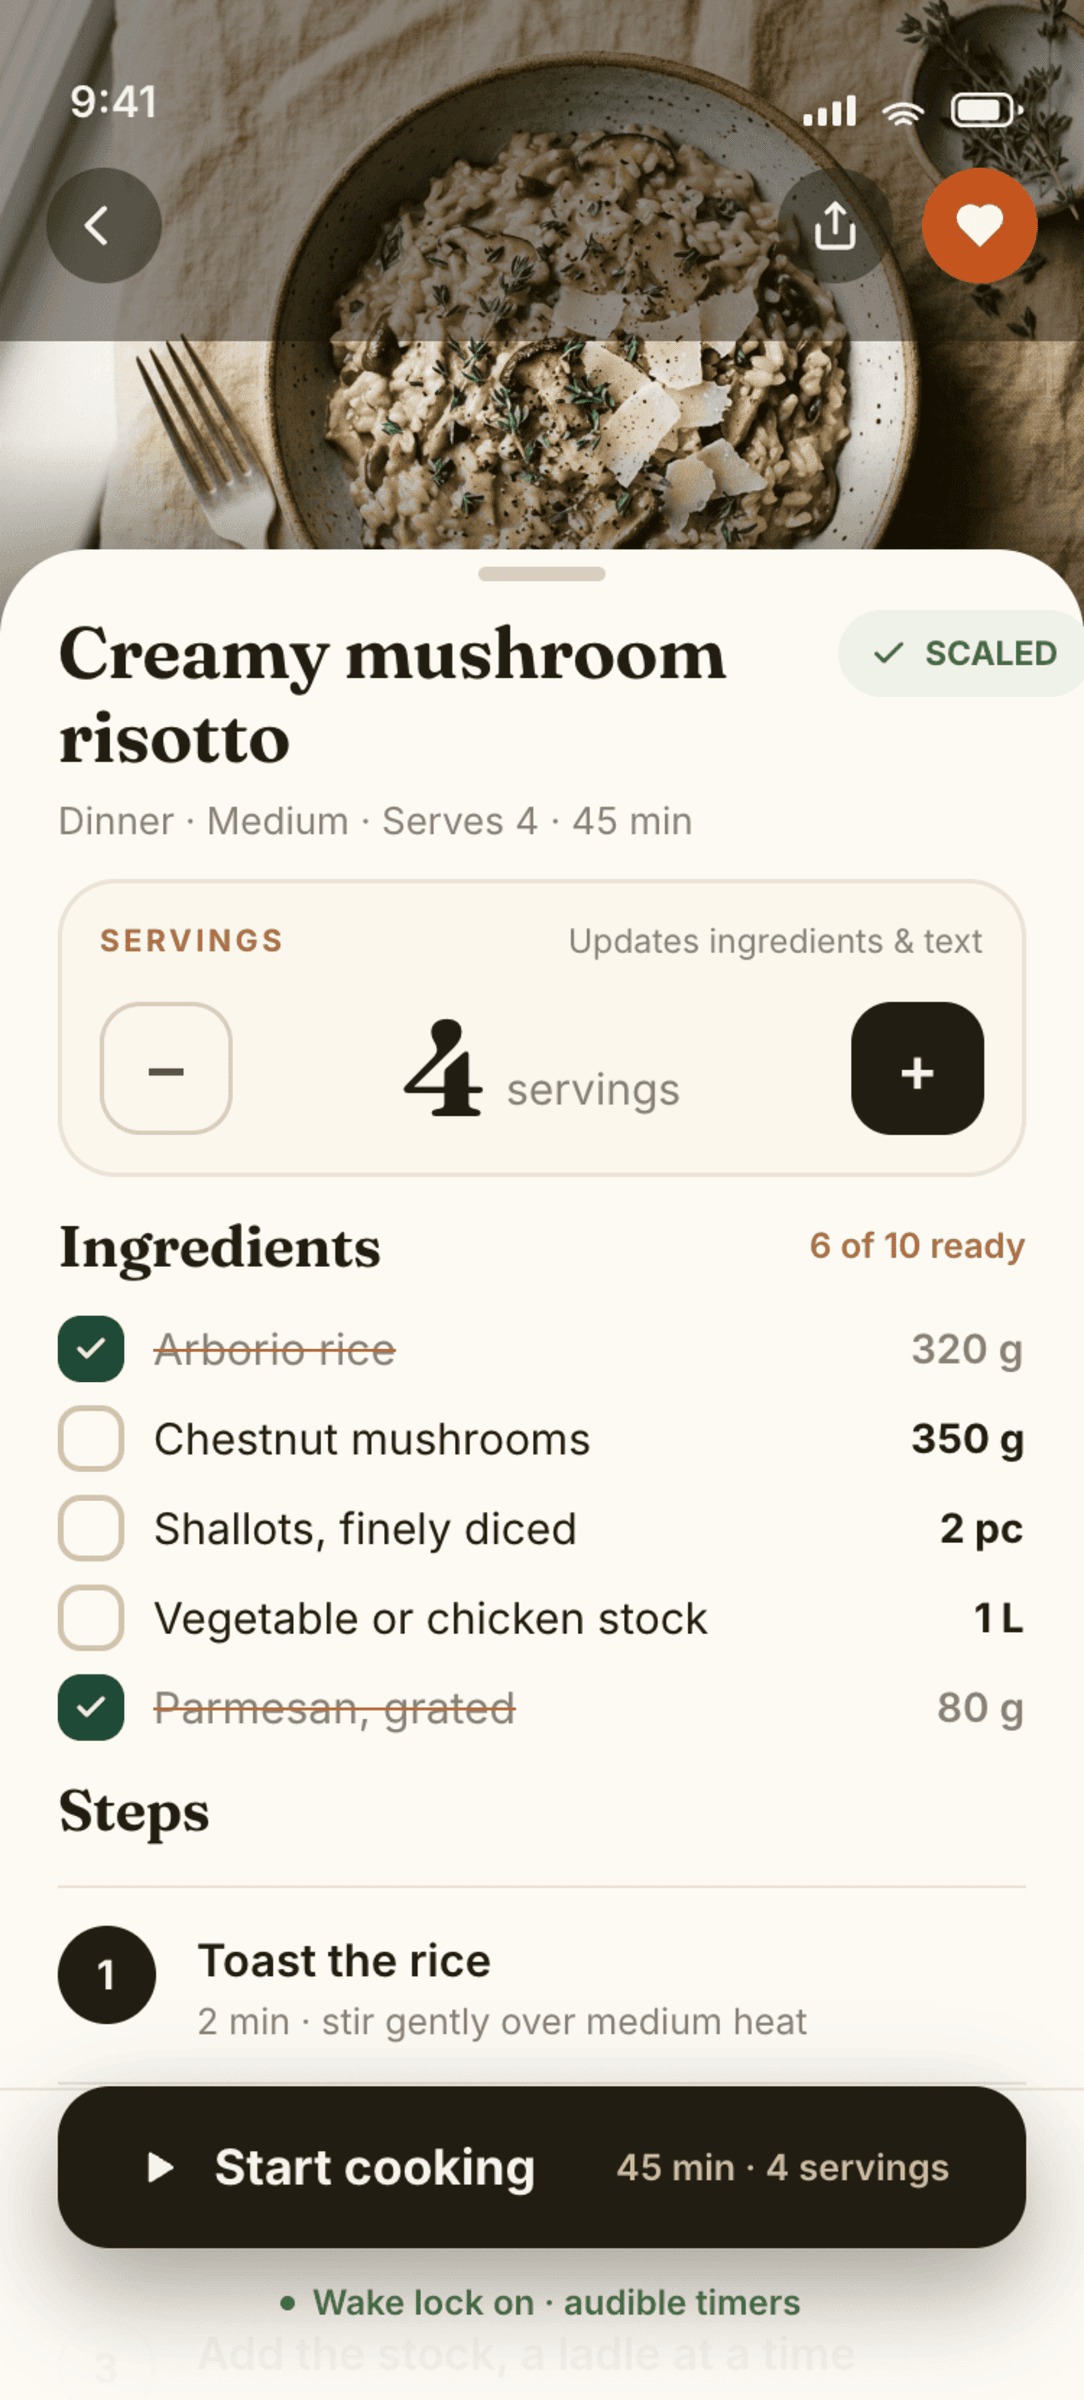 9:41
Creamy mushroom
risotto
SCALED
Dinner · Medium · Serves 4 · 45 min
SERVINGS
Updates ingredients & text
−
4 servings
+
Ingredients
6 of 10 ready
Arborio rice 320 g
Chestnut mushrooms 350 g
Shallots, finely diced 2 pc
Vegetable or chicken stock 1 L
Parmesan, grated 80 g
Steps
1 Toast the rice
2 min · stir gently over medium heat
Start cooking 45 min · 4 servings
Wake lock on · audible timers
3 Add the stock, a ladle at a time